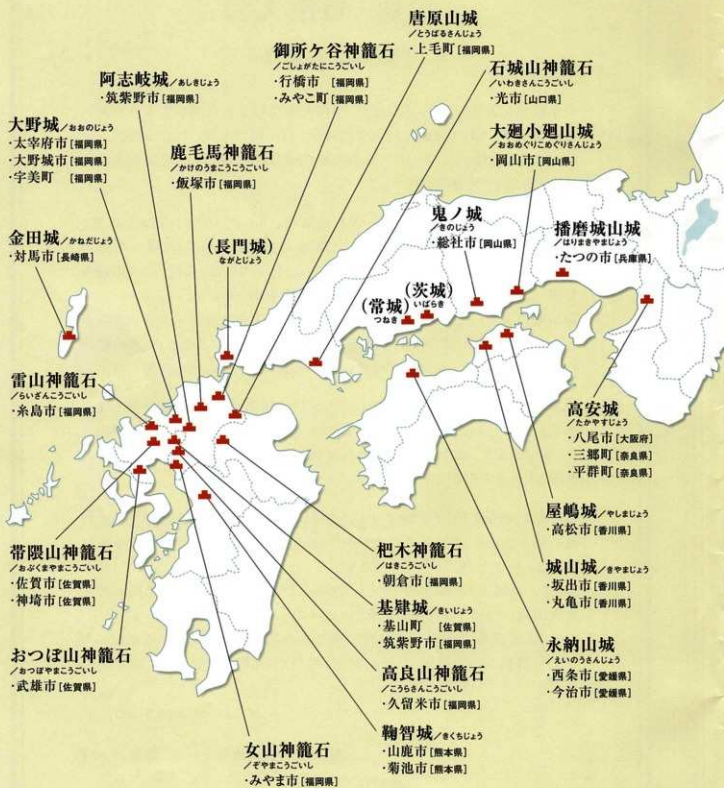 唐原山城
/とうばるさんじょう
・上毛町［福岡県］
御所ケ谷神籠石
/ごしょがたにこうごいし
・行橋市［福岡県］
・みやこ町［福岡県］
石城山神籠石
/いわきさんこうごいし
・光市［山口県］
阿志岐城/あしきじょう
・筑紫野市［福岡県］
大野城/おおのじょう
・太宰府市［福岡県］
・大野城市［福岡県］
・宇美町［福岡県］
鹿毛馬神籠石
/かけのうまこうごいし
・飯塚市［福岡県］
大廻小廻山城
/おおめぐりこめぐりさんじょう
・岡山市［岡山県］
鬼ノ城
/きのじょう
・総社市［岡山県］
播磨城山城
/はりまきやまじょう
・たつの市［兵庫県］
金田城/かねだじょう
・対馬市［長崎県］
（長門城）
ながとじょう
（茨城）
いばらき
（常城）
つねき
雷山神籠石
/らいざんこうごいし
・糸島市［福岡県］
高安城
/たかやすじょう
・八尾市［大阪府］
・三郷町［奈良県］
・平群町［奈良県］
屋嶋城/やしまじょう
・高松市［香川県］
帯隈山神籠石
/おぶくまやまこうごいし
・佐賀市［佐賀県］
・神埼市［佐賀県］
杷木神籠石
/はきこうごいし
・朝倉市［福岡県］
城山城/きやまじょう
・坂出市［香川県］
・丸亀市［香川県］
基肄城/きいじょう
・基山町［佐賀県］
・筑紫野市［福岡県］
おつぼ山神籠石
/おつぼやまこうごいし
・武雄市［佐賀県］
永納山城
/えいのうさんじょう
・西条市［愛媛県］
・今治市［愛媛県］
高良山神籠石
/こうらさんこうごいし
・久留米市［福岡県］
女山神籠石
/ぞやまこうごいし
・みやま市［福岡県］
鞠智城/きくちじょう
・山鹿市［熊本県］
・菊池市［熊本県］